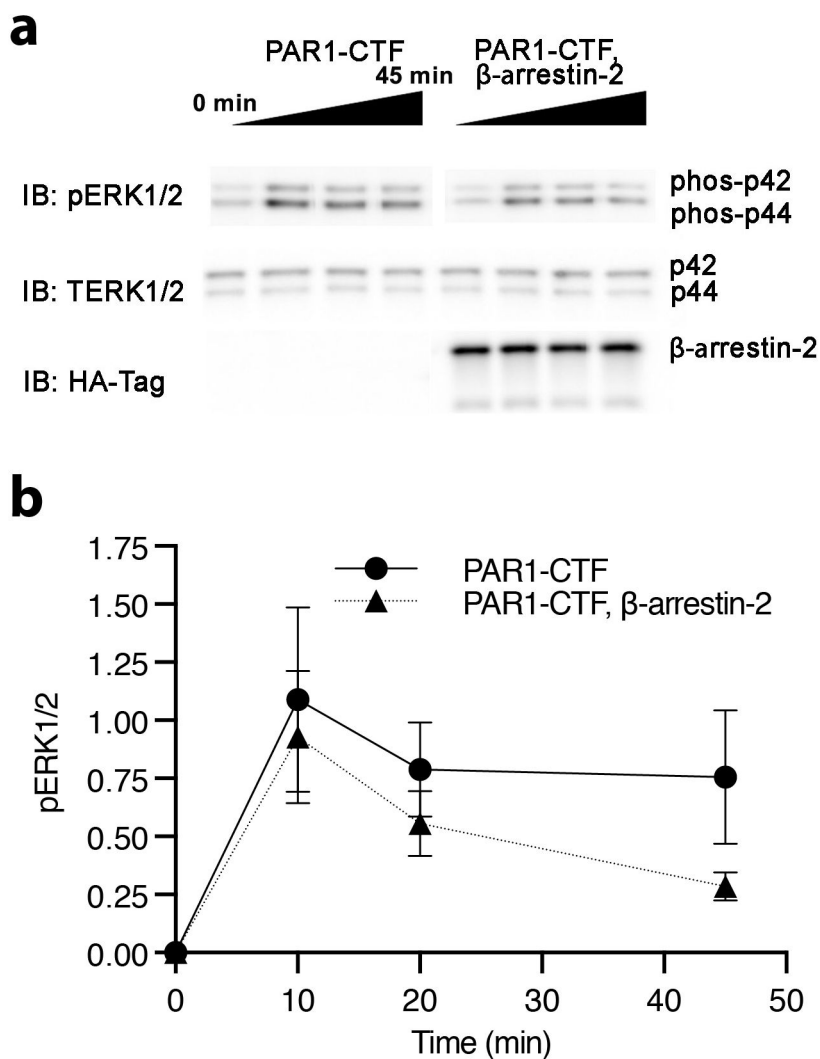 a
PAR1-CTF
PAR1-CTF,
β-arrestin-2
0 min
45 min
IB: pERK1/2
phos-p42
phos-p44
IB: TERK1/2
p42
p44
IB: HA-Tag
β-arrestin-2
b
pERK1/2
1.75
1.50
1.25
1.00
0.75
0.50
0.25
0.00
PAR1-CTF
PAR1-CTF, β-arrestin-2
0 10 20 30 40 50
Time (min)